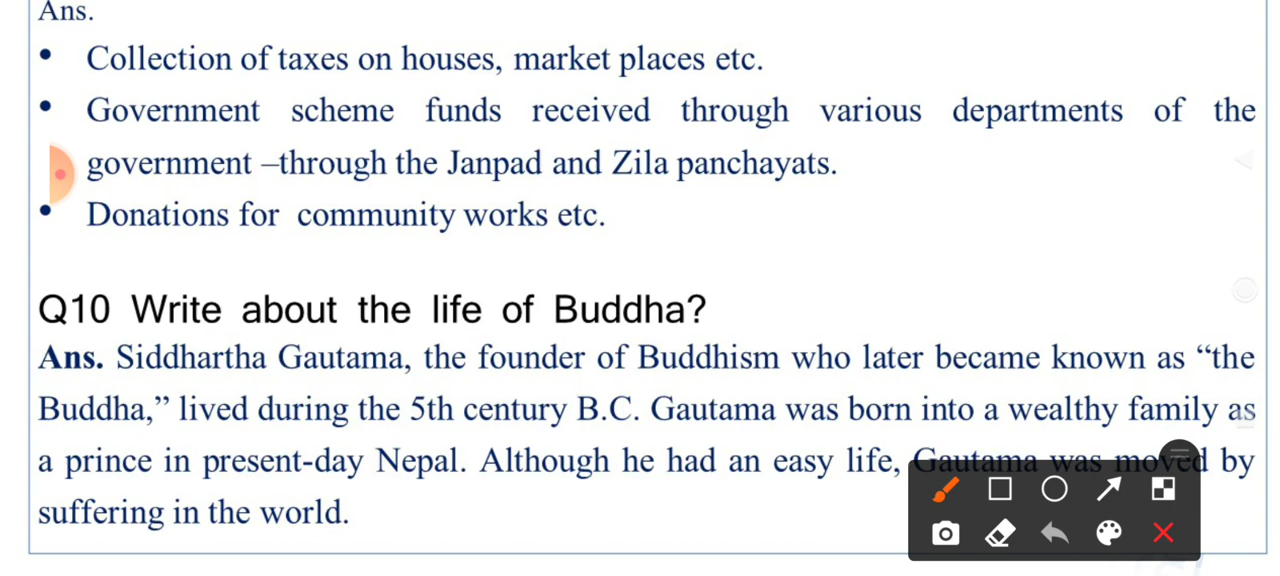 Ans.
• Collection of taxes on houses, market places etc.
• Government scheme funds received through various departments of the
government –through the Janpad and Zila panchayats.
• Donations for community works etc.
Q10 Write about the life of Buddha?
Ans. Siddhartha Gautama, the founder of Buddhism who later became known as “the
Buddha,” lived during the 5th century B.C. Gautama was born into a wealthy family as
a prince in present-day Nepal. Although he had an easy life, Gautama was moved by
suffering in the world.